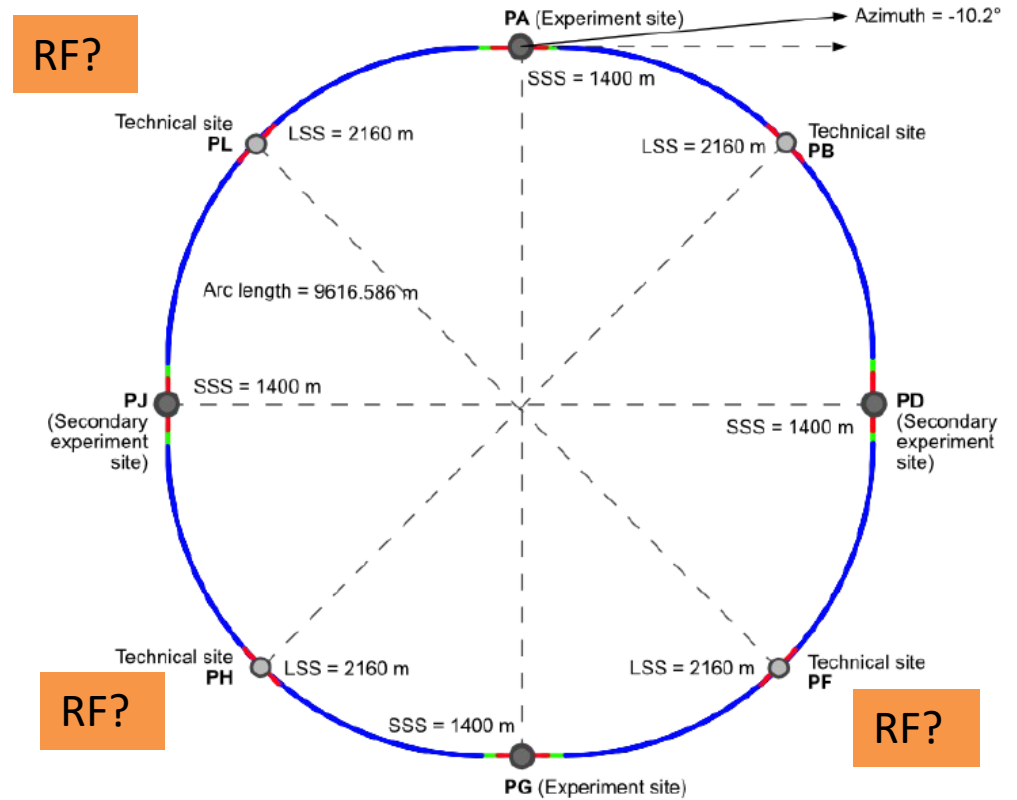 RF?
PA (Experiment site)
Azimuth = -10.2°
SSS = 1400 m
Technical site
PL
LSS = 2160 m
LSS = 2160 m
Technical site
PB
Arc length = 9616.586 m
SSS = 1400 m
PJ
(Secondary
experiment
site)
SSS = 1400 m
PD
(Secondary
experiment
site)
Technical site
PH
LSS = 2160 m
LSS = 2160 m
Technical site
PF
RF?
SSS = 1400 m
RF?
PG (Experiment site)